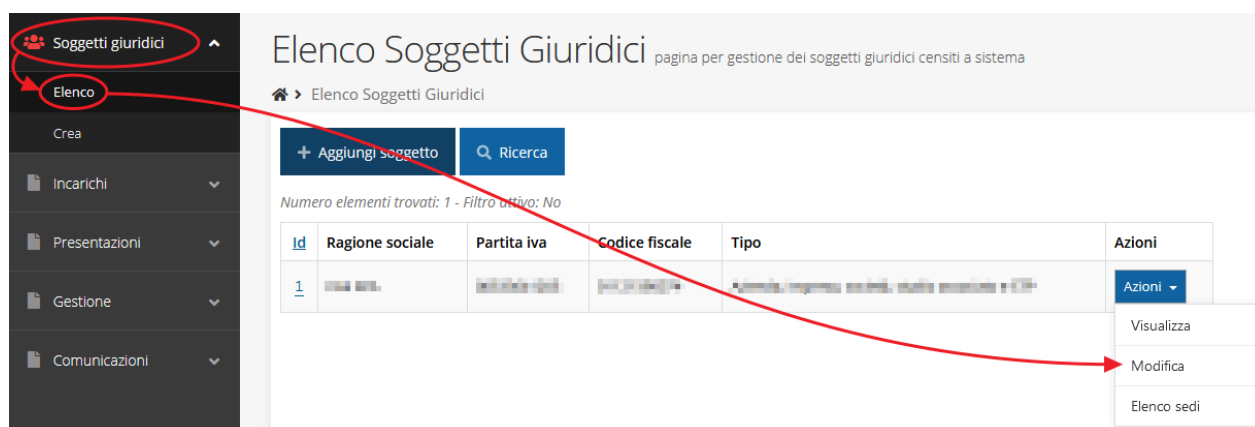 Soggetti giuridici
Elenco
Crea
Incarichi
Presentazioni
Gestione
Comunicazioni
Elenco Soggetti Giuridici pagina per gestione dei soggetti giuridici censiti a sistema
Elenco Soggetti Giuridici
+ Aggiungi soggetto Ricerca
Numero elementi trovati: 1 - Filtro attivo: No
Id Ragione sociale Partita iva Codice fiscale Tipo Azioni
1 Azioni
Visualizza
Modifica
Elenco sedi